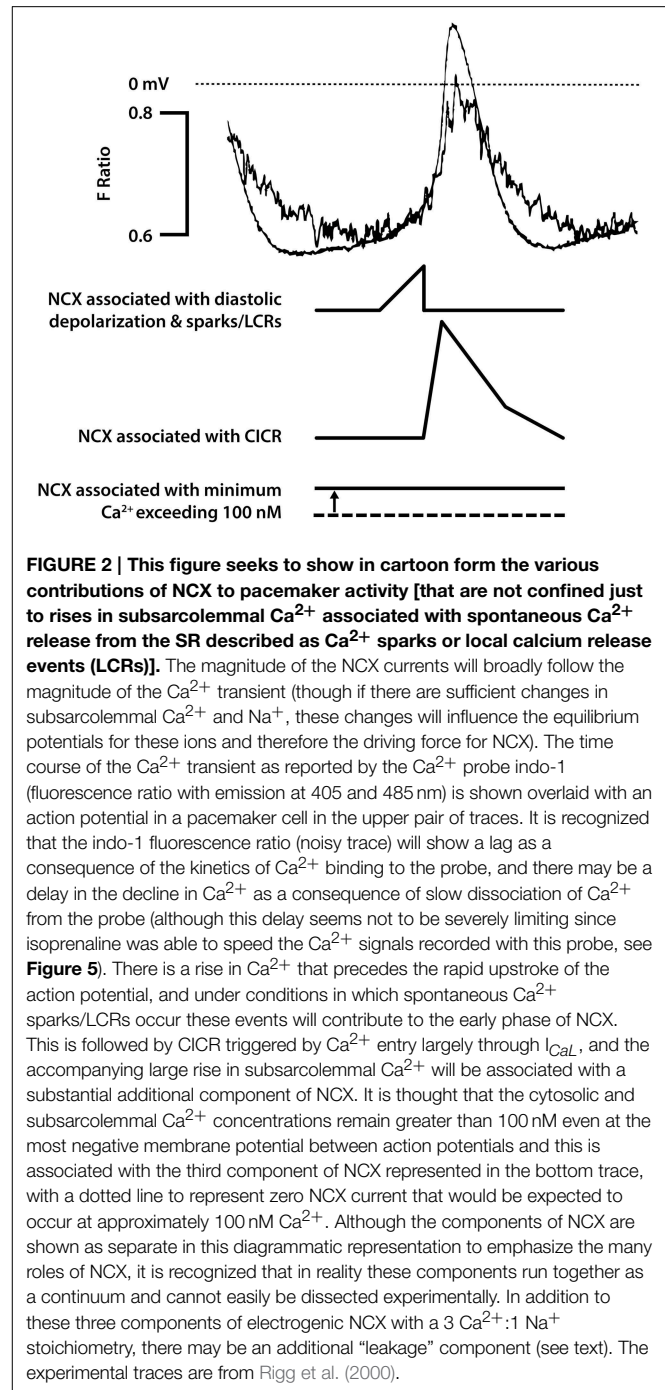 0 mV
0.8
F Ratio
0.6
NCX associated with diastolic
depolarization & sparks/LCRs
NCX associated with CICR
NCX associated with minimum
Ca²⁺ exceeding 100 nM
FIGURE 2 | This figure seeks to show in cartoon form the various
contributions of NCX to pacemaker activity [that are not confined just
to rises in subsarcolemmal Ca²⁺ associated with spontaneous Ca²⁺
release from the SR described as Ca²⁺ sparks or local calcium release
events (LCRs)]. The magnitude of the NCX currents will broadly follow the
magnitude of the Ca²⁺ transient (though if there are sufficient changes in
subsarcolemmal Ca²⁺ and Na⁺, these changes will influence the equilibrium
potentials for these ions and therefore the driving force for NCX). The time
course of the Ca²⁺ transient as reported by the Ca²⁺ probe indo-1
(fluorescence ratio with emission at 405 and 485 nm) is shown overlaid with an
action potential in a pacemaker cell in the upper pair of traces. It is recognized
that the indo-1 fluorescence ratio (noisy trace) will show a lag as a
consequence of the kinetics of Ca²⁺ binding to the probe, and there may be a
delay in the decline in Ca²⁺ as a consequence of slow dissociation of Ca²⁺
from the probe (although this delay seems not to be severely limiting since
isoprenaline was able to speed the Ca²⁺ signals recorded with this probe, see
Figure 5). There is a rise in Ca²⁺ that precedes the rapid upstroke of the
action potential, and under conditions in which spontaneous Ca²⁺
sparks/LCRs occur these events will contribute to the early phase of NCX.
This is followed by CICR triggered by Ca²⁺ entry largely through I_CaL, and the
accompanying large rise in subsarcolemmal Ca²⁺ will be associated with a
substantial additional component of NCX. It is thought that the cytosolic and
subsarcolemmal Ca²⁺ concentrations remain greater than 100 nM even at the
most negative membrane potential between action potentials and this is
associated with the third component of NCX represented in the bottom trace,
with a dotted line to represent zero NCX current that would be expected to
occur at approximately 100 nM Ca²⁺. Although the components of NCX are
shown as separate in this diagrammatic representation to emphasize the many
roles of NCX, it is recognized that in reality these components run together as
a continuum and cannot easily be dissected experimentally. In addition to
these three components of electrogenic NCX with a 3 Ca²⁺:1 Na⁺
stoichiometry, there may be an additional “leakage” component (see text). The
experimental traces are from Rigg et al. (2000).